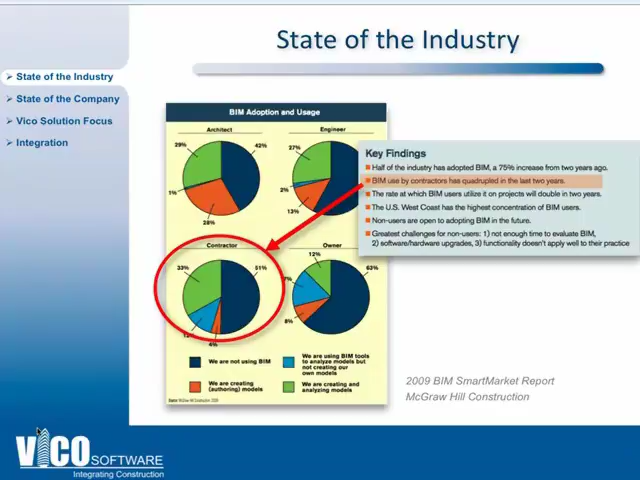 State of the Industry
State of the Industry
State of the Company
Vico Solution Focus
Integration
BIM Adoption and Usage
Architect
Engineer
29%
42%
1%
28%
27%
2%
13%
Key Findings
Half of the industry has adopted BIM, a 75% increase from two years ago.
BIM use by contractors has quadrupled in the last two years.
The rate at which BIM users utilize it on projects will double in two years.
The U.S. West Coast has the highest concentration of BIM users.
Non-users are open to adopting BIM in the future.
Greatest challenges for non-users: 1) not enough time to evaluate BIM,
2) software/hardware upgrades, 3) functionality doesn't apply well to their practice
Contractor
Owner
33%
51%
4%
12%
63%
8%
We are not using BIM
We are using BIM tools
to analyze models but
not creating our
own models
We are creating
(authoring) models
We are creating and
analyzing models
2009 BIM SmartMarket Report
McGraw Hill Construction
VICO SOFTWARE
Integrating Construction